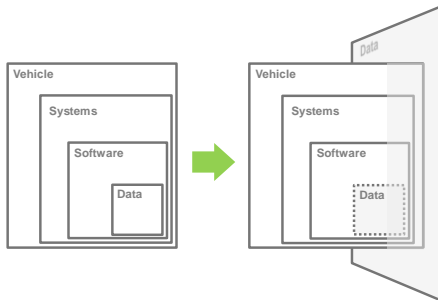 Vehicle
Systems
Software
Data
Data
Vehicle
Systems
Software
Data